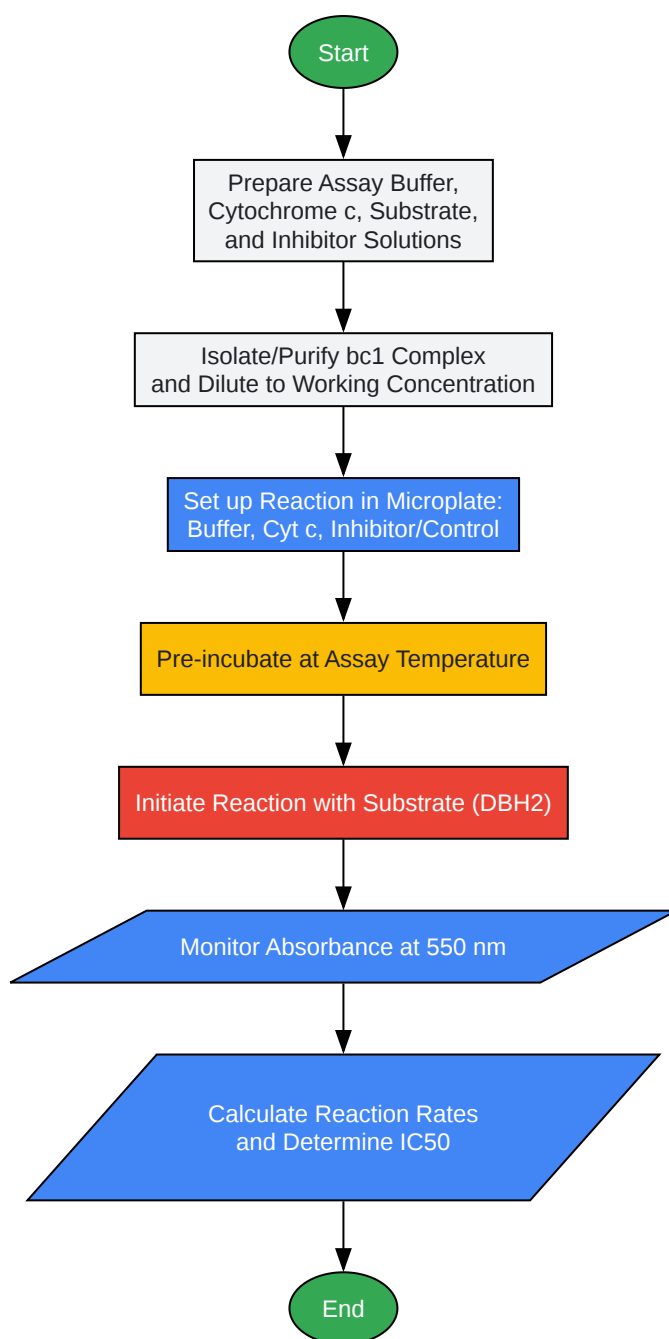 Start
Prepare Assay Buffer,
Cytochrome c, Substrate,
and Inhibitor Solutions
Isolate/Purify bc1 Complex
and Dilute to Working Concentration
Set up Reaction in Microplate:
Buffer, Cyt c, Inhibitor/Control
Pre-incubate at Assay Temperature
Initiate Reaction with Substrate (DBH2)
Monitor Absorbance at 550 nm
Calculate Reaction Rates
and Determine IC50
End